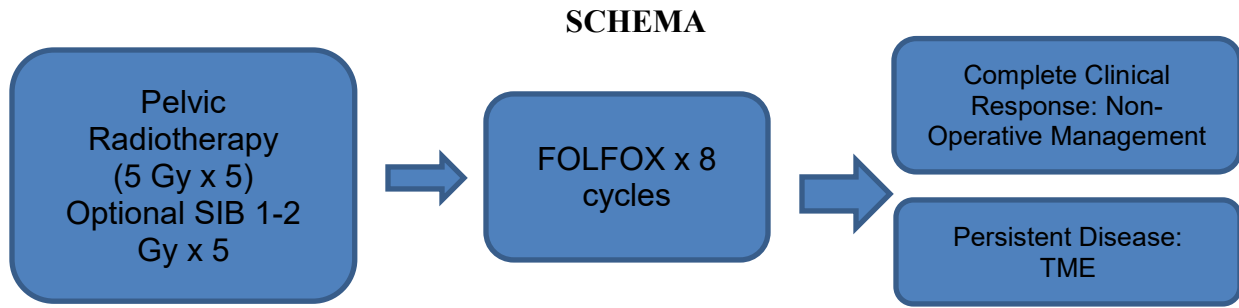 SCHEMA
Pelvic
Radiotherapy
(5 Gy x 5)
Optional SIB 1-2
Gy x 5
FOLFOX x 8
cycles
Complete Clinical
Response: Non-
Operative Management
Persistent Disease:
TME